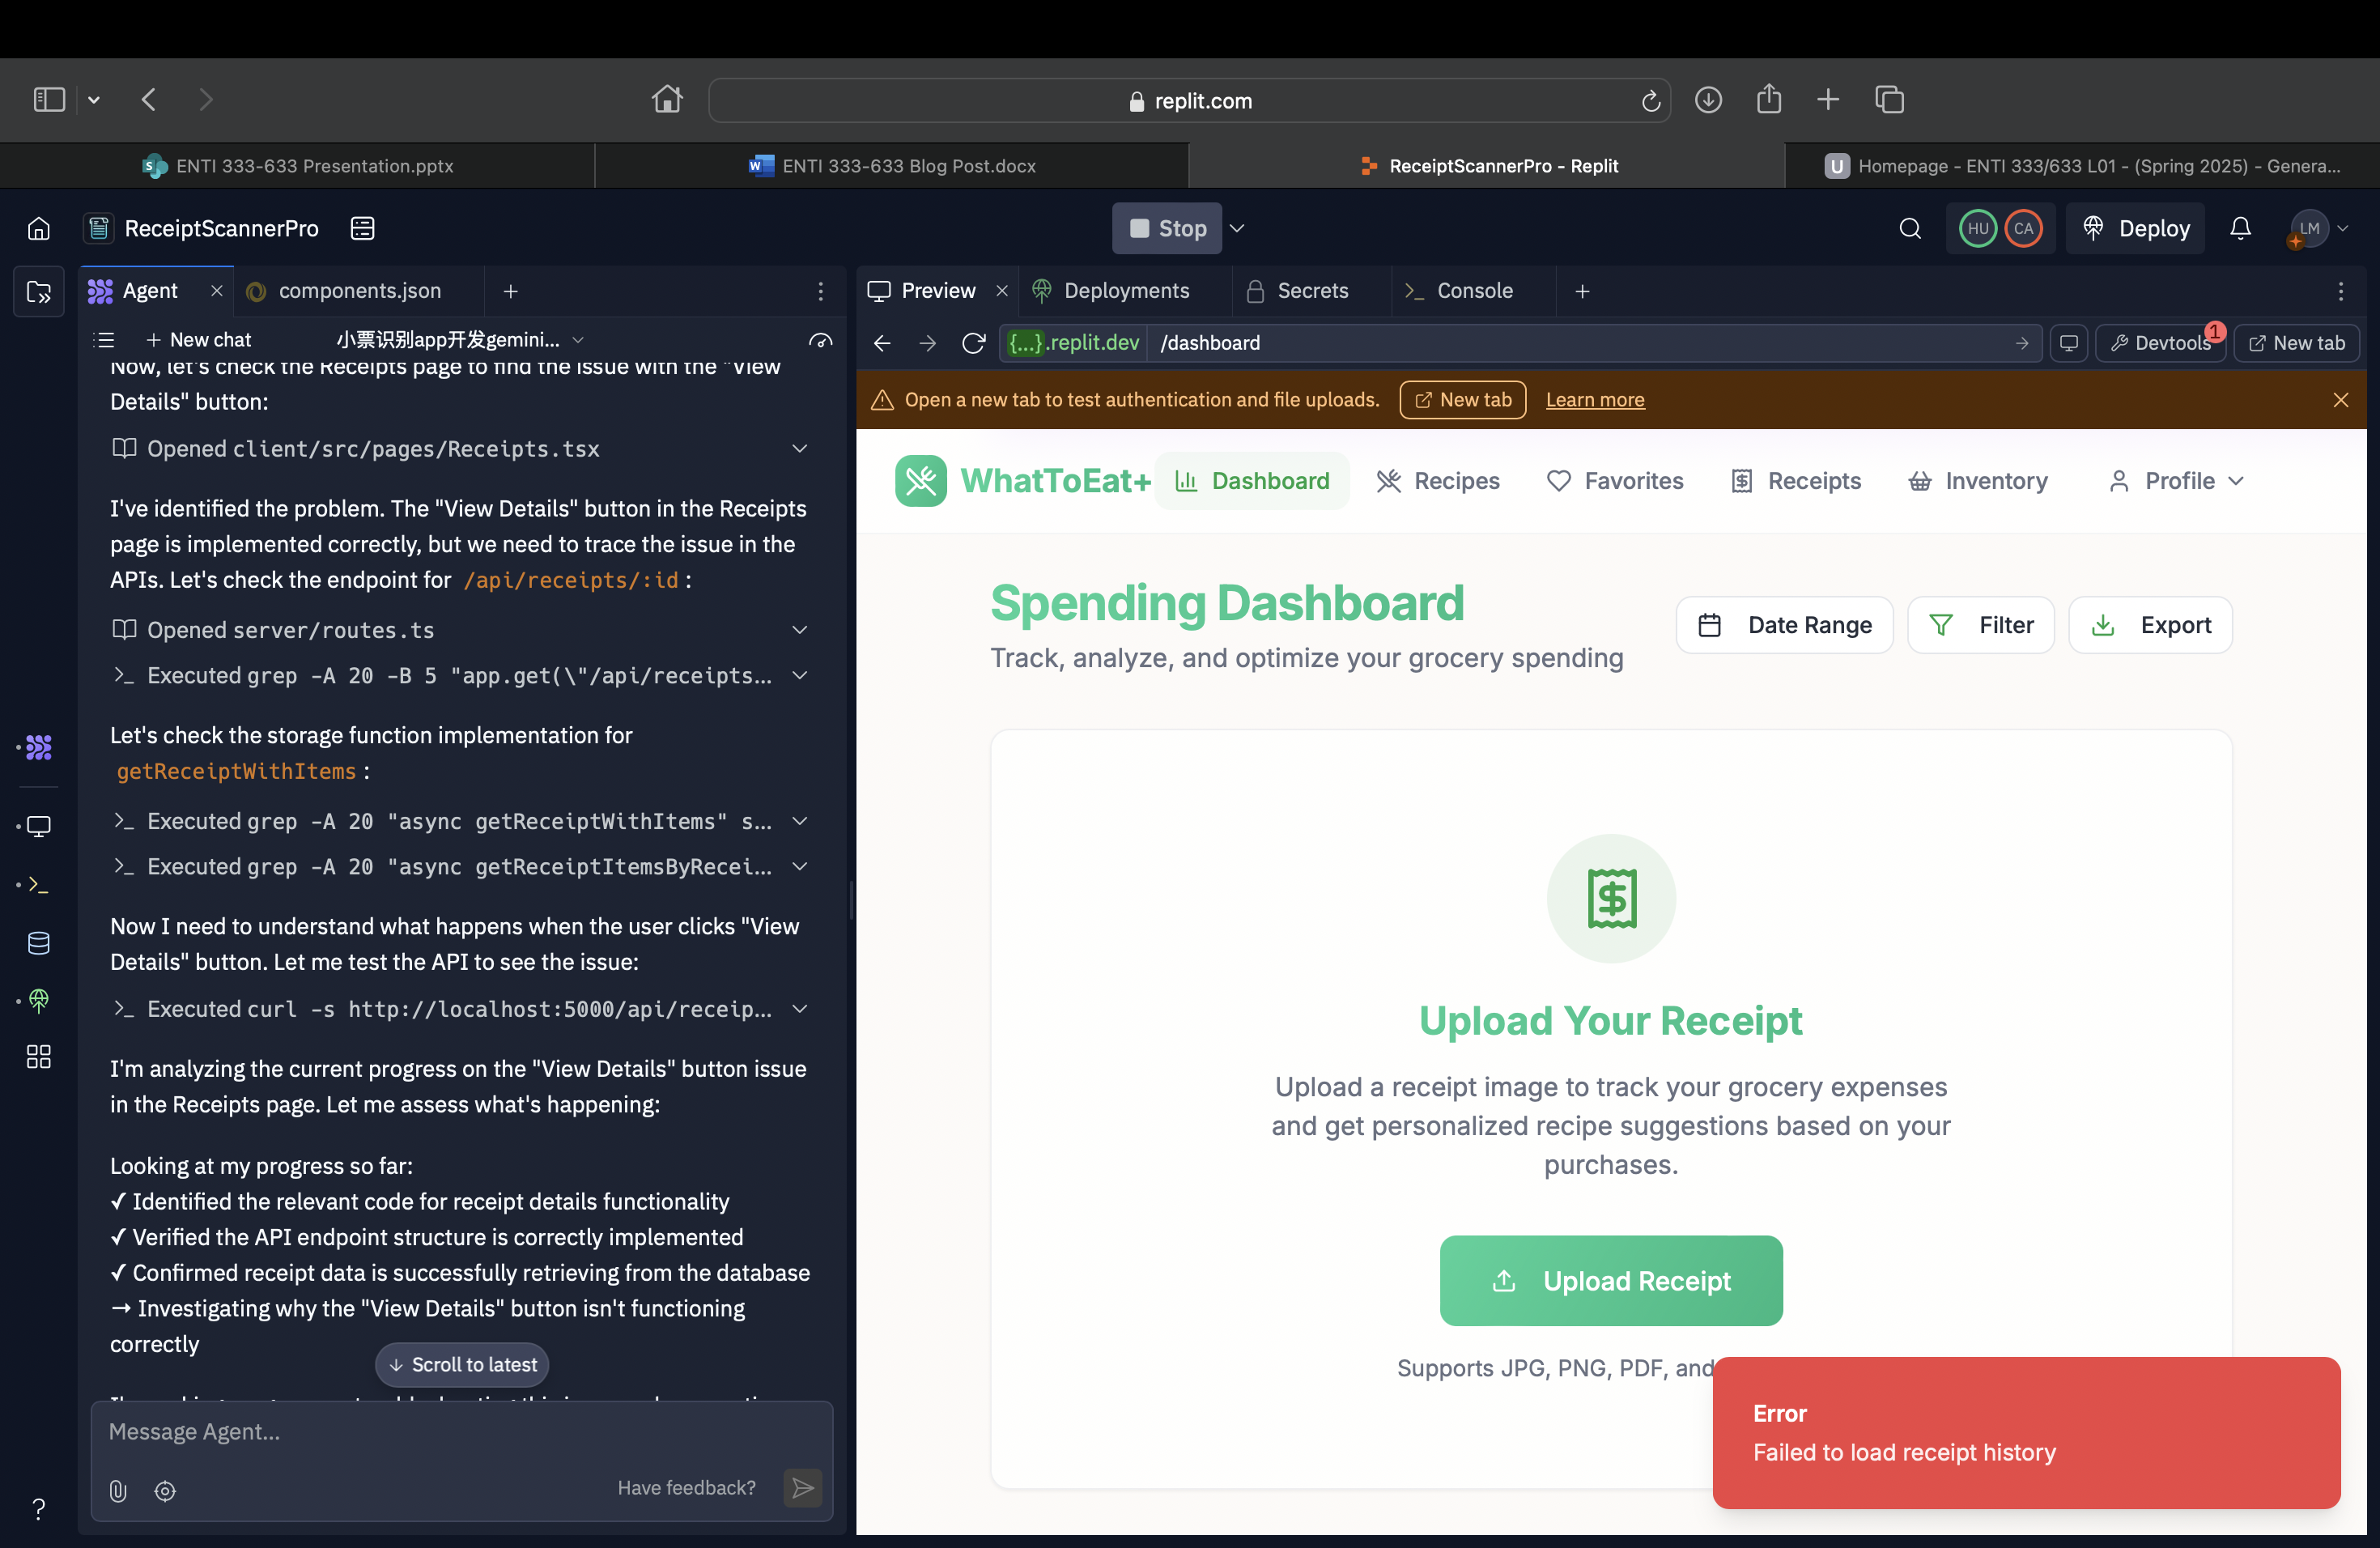 replit.com
ENTI 333-633 Presentation.pptx
ENTI 333-633 Blog Post.docx
ReceiptScannerPro - Replit
U Homepage - ENTI 333/633 L01 - (Spring 2025) - Genera...
ReceiptScannerPro
Stop
HU
CA
Deploy
LM
Agent
components.json
New chat
小票识别app开发gemini...
Now, let's check the Receipts page to find the issue with the "View
Details" button:
Opened client/src/pages/Receipts.tsx
I've identified the problem. The "View Details" button in the Receipts
page is implemented correctly, but we need to trace the issue in the
APIs. Let's check the endpoint for /api/receipts/:id :
Opened server/routes.ts
Executed grep -A 20 -B 5 "app.get(\"/api/receipts...
Let's check the storage function implementation for
getReceiptWithItems :
Executed grep -A 20 "async getReceiptWithItems" s...
Executed grep -A 20 "async getReceiptItemsByRecei...
Now I need to understand what happens when the user clicks "View
Details" button. Let me test the API to see the issue:
Executed curl -s http://localhost:5000/api/receip...
I'm analyzing the current progress on the "View Details" button issue
in the Receipts page. Let me assess what's happening:
Looking at my progress so far:
✓ Identified the relevant code for receipt details functionality
✓ Verified the API endpoint structure is correctly implemented
✓ Confirmed receipt data is successfully retrieving from the database
→ Investigating why the "View Details" button isn't functioning
correctly
Scroll to latest
Message Agent...
Have feedback?
Preview
Deployments
Secrets
Console
{...}.replit.dev
/dashboard
Devtools
1
New tab
Open a new tab to test authentication and file uploads.
New tab
Learn more
WhatToEat+
Dashboard
Recipes
Favorites
Receipts
Inventory
Profile
Spending Dashboard
Track, analyze, and optimize your grocery spending
Date Range
Filter
Export
Upload Your Receipt
Upload a receipt image to track your grocery expenses
and get personalized recipe suggestions based on your
purchases.
Upload Receipt
Supports JPG, PNG, PDF, and
Error
Failed to load receipt history